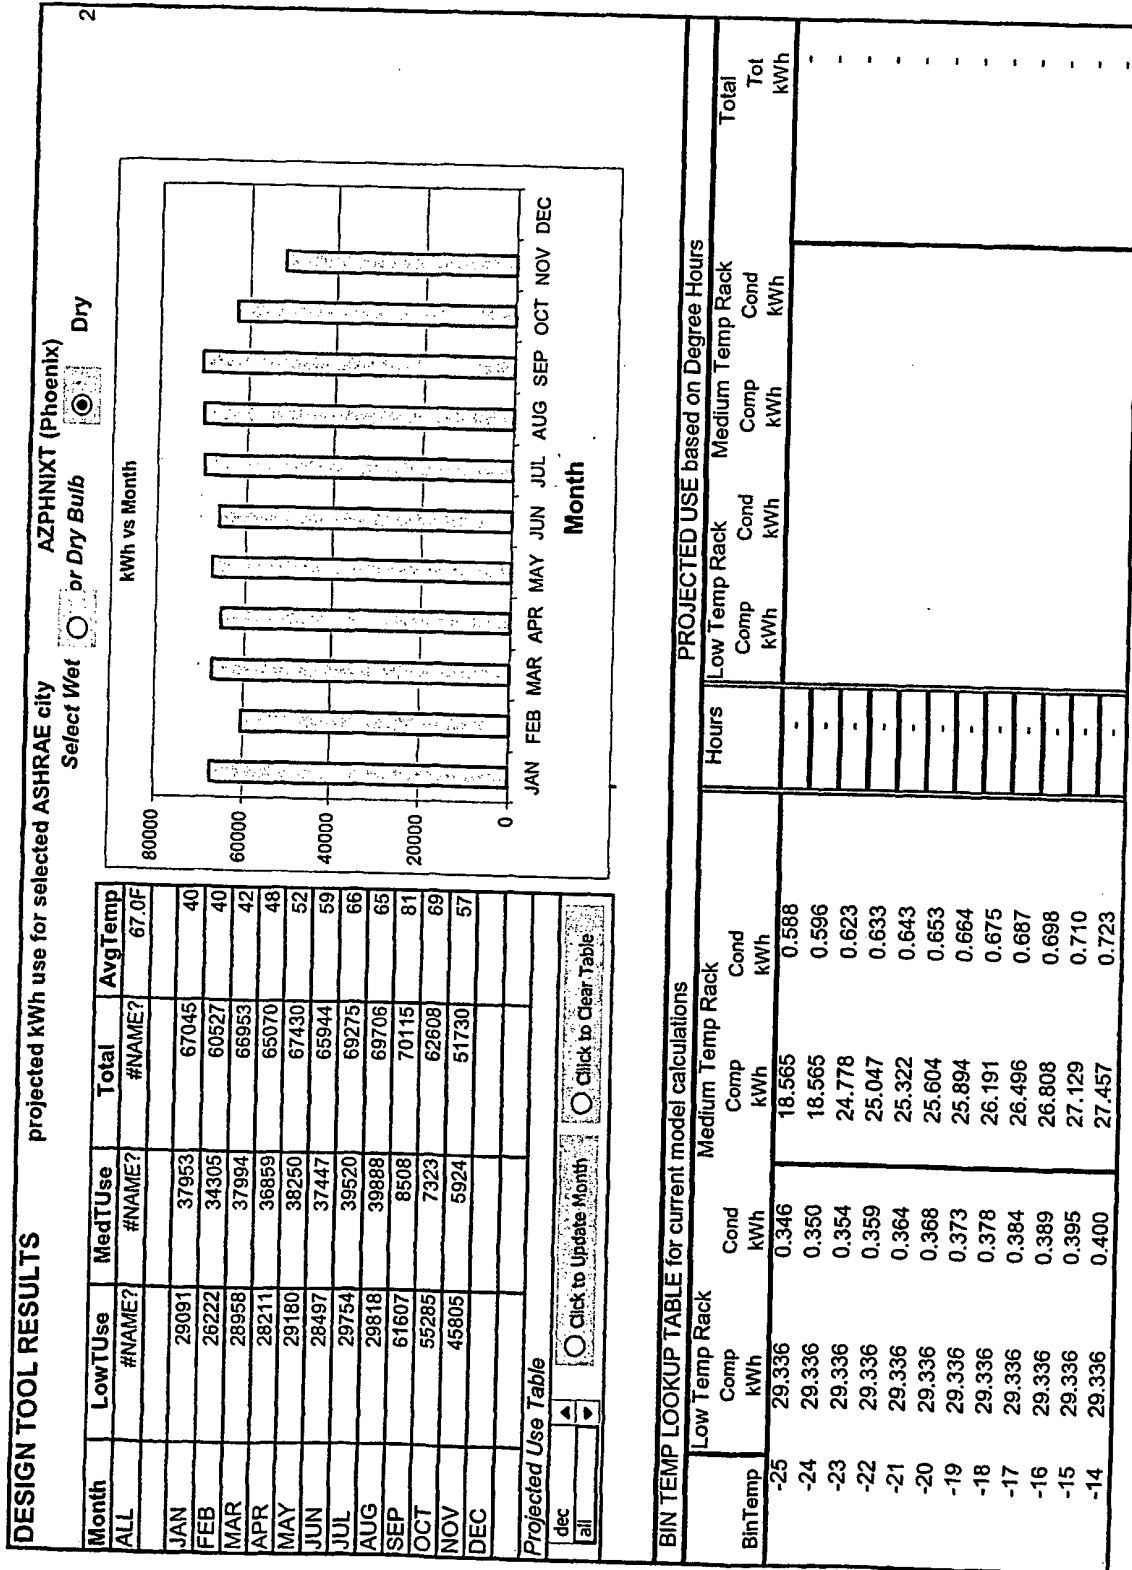 DESIGN TOOL RESULTS projected kWh use for selected ASHRAE city AZPHNIXT (Phoenix) 2
Select Wet or Dry Bulb Dry
Month LowTUse MedTUse Total AvgTemp
ALL #NAME? #NAME? #NAME? 67.0F
JAN 29091 37953 67045 40
FEB 26222 34305 60527 40
MAR 28958 37994 66953 42
APR 28211 36859 65070 48
MAY 29180 38250 67430 52
JUN 28497 37447 65944 59
JUL 29754 39520 69275 66
AUG 29818 39888 69706 65
SEP 61607 8508 70115 81
OCT 55285 7323 62608 69
NOV 45805 5924 51730 57
DEC
Projected Use Table
dec
all
Click to Update Month Click to Clear Table
kWh vs Month
80000
60000
40000
20000
0
JAN FEB MAR APR MAY JUN JUL AUG SEP OCT NOV DEC
Month
BIN TEMP LOOKUP TABLE for current model calculations PROJECTED USE based on Degree Hours
Low Temp Rack Medium Temp Rack Hours Low Temp Rack Medium Temp Rack Total
BinTemp Comp Cond Comp Cond Comp Cond Comp Cond Tot
kWh kWh kWh kWh kWh kWh kWh kWh kWh
-25 29.336 0.346 18.565 0.588 - -
-24 29.336 0.350 18.565 0.596 - -
-23 29.336 0.354 24.778 0.623 - -
-22 29.336 0.359 25.047 0.633 - -
-21 29.336 0.364 25.322 0.643 - -
-20 29.336 0.368 25.604 0.653 - -
-19 29.336 0.373 25.894 0.664 - -
-18 29.336 0.378 26.191 0.675 - -
-17 29.336 0.384 26.496 0.687 - -
-16 29.336 0.389 26.808 0.698 - -
-15 29.336 0.395 27.129 0.710 - -
-14 29.336 0.400 27.457 0.723 - -